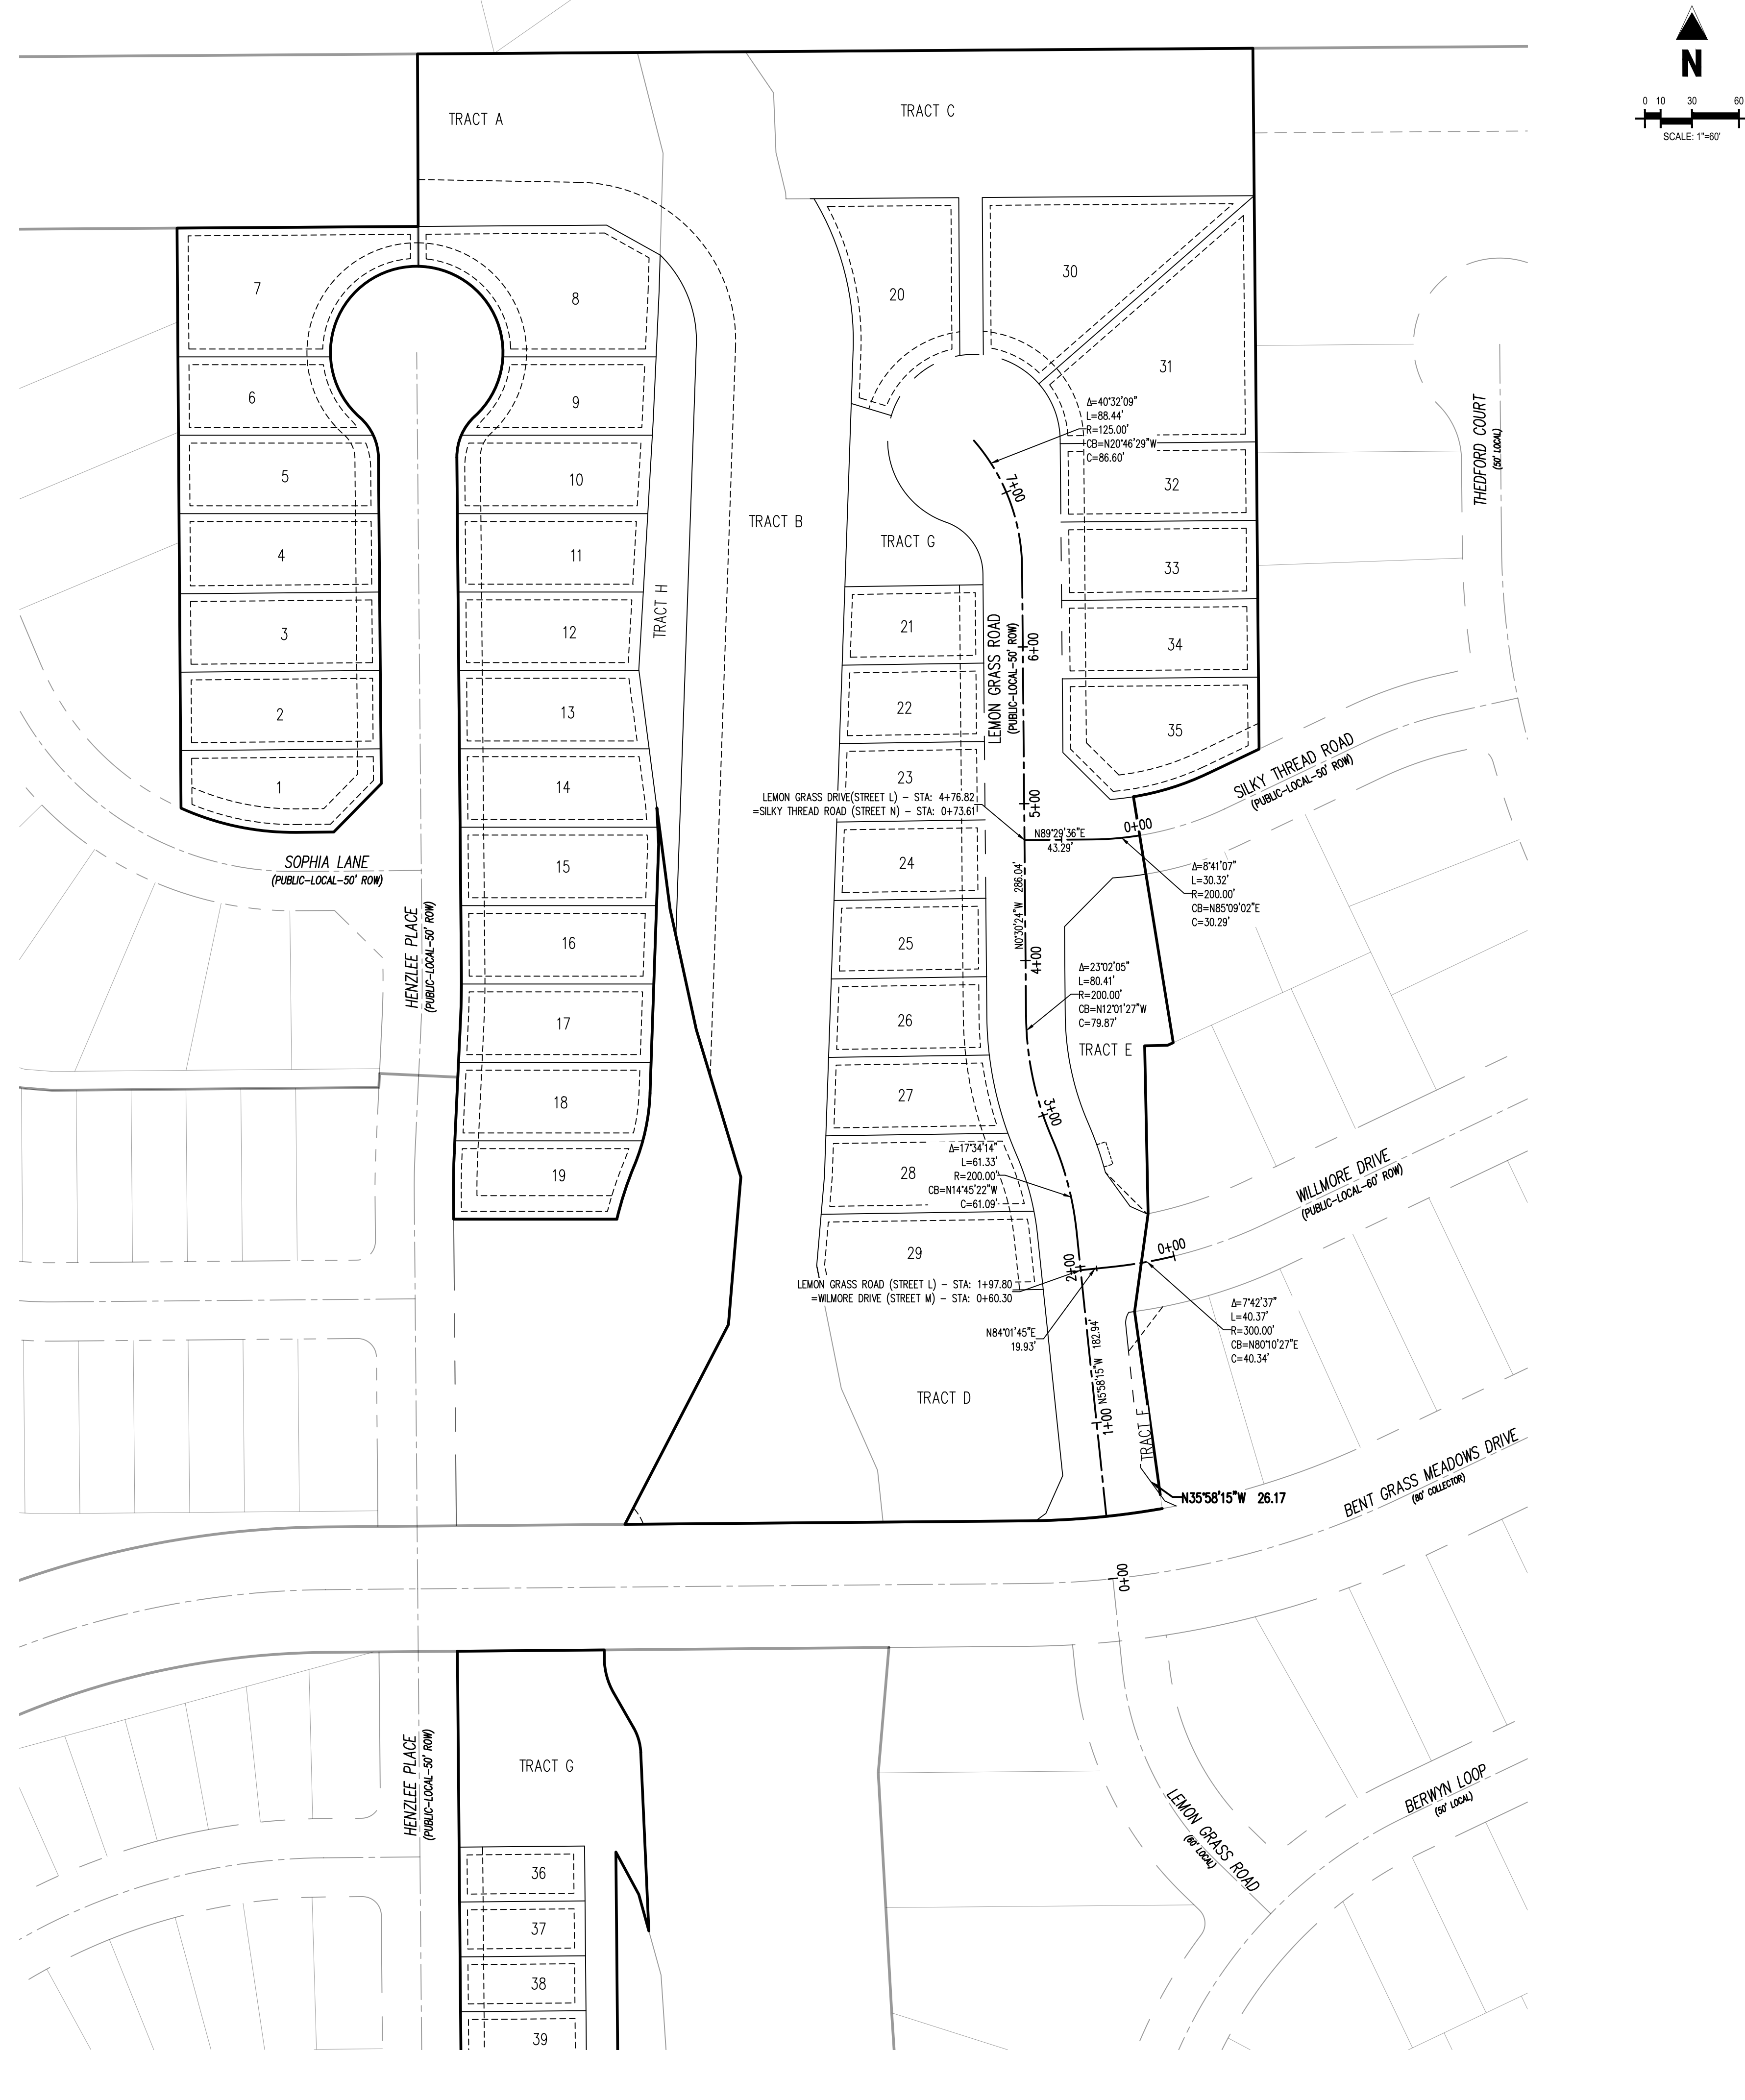 N
0 10 30 60
SCALE: 1"=60'
TRACT A
TRACT C
7
8
20
30
6
9
31
Δ=40°32'09"
L=88.44'
R=125.00'
CB=N20°46'29"W
C=86.60'
THEDFORD COURT
(50' LOCAL)
5
10
32
7+00
TRACT B
TRACT G
4
11
33
TRACT H
3
12
21
LEMON GRASS ROAD
(PUBLIC-LOCAL-50' ROW)
6+00
34
2
13
22
35
1
14
23
LEMON GRASS DRIVE(STREET L) - STA: 4+76.82
=SILKY THREAD ROAD (STREET N) - STA: 0+73.61
5+00
SILKY THREAD ROAD
(PUBLIC-LOCAL-50' ROW)
0+00
N89°29'36"E
43.29'
SOPHIA LANE
(PUBLIC-LOCAL-50' ROW)
15
24
Δ=8°41'07"
L=30.32'
R=200.00'
CB=N85°09'02"E
C=30.29'
HENZLEE PLACE
(PUBLIC-LOCAL-50' ROW)
16
25
N0°30'24"W 286.04'
4+00
Δ=23°02'05"
L=80.41'
R=200.00'
CB=N12°01'27"W
C=79.87'
17
26
TRACT E
18
27
3+00
19
28
Δ=17°34'14"
L=61.33'
R=200.00'
CB=N14°45'22"W
C=61.09'
WILLMORE DRIVE
(PUBLIC-LOCAL-60' ROW)
29
2+00
0+00
LEMON GRASS ROAD (STREET L) - STA: 1+97.80
=WILMORE DRIVE (STREET M) - STA: 0+60.30
N84°01'45"E
19.93'
Δ=7°42'37"
L=40.37'
R=300.00'
CB=N80°10'27"E
C=40.34'
N5°58'15"W 182.94'
TRACT D
1+00
TRACT F
N35°58'15"W 26.17
BENT GRASS MEADOWS DRIVE
(80' COLLECTOR)
0+00
HENZLEE PLACE
(PUBLIC-LOCAL-50' ROW)
TRACT G
LEMON GRASS ROAD
(60' LOCAL)
BERWYN LOOP
(50' LOCAL)
36
37
38
39